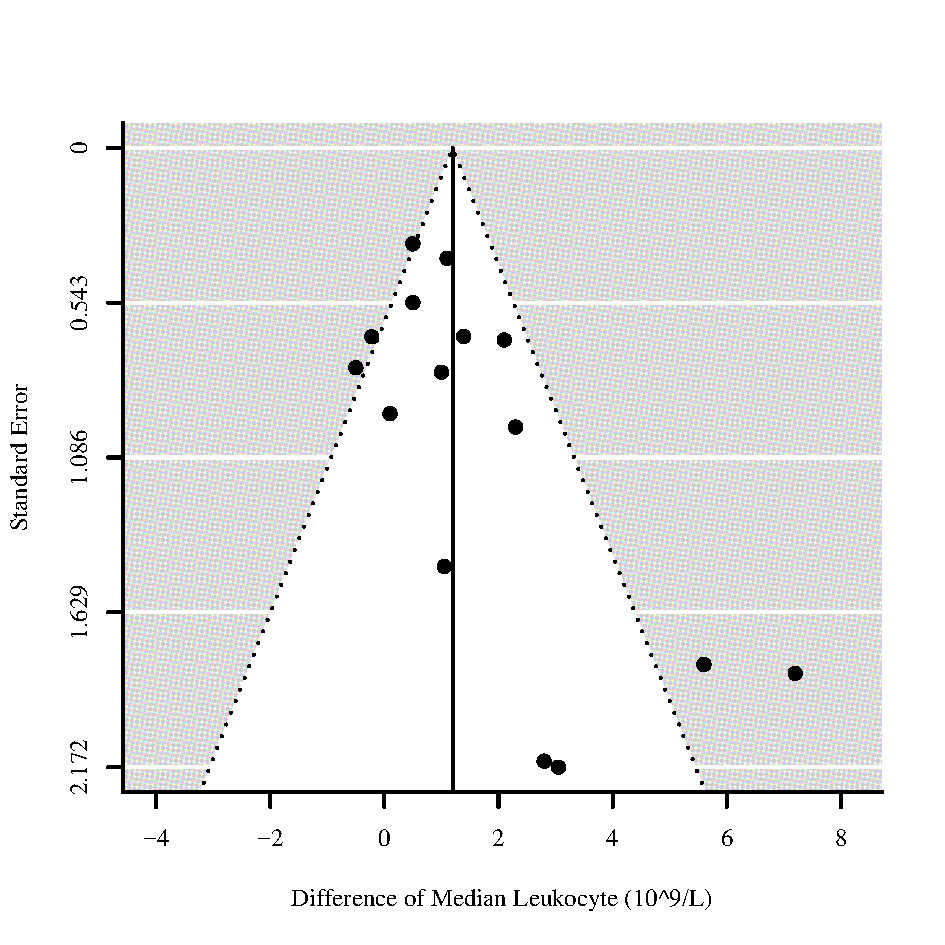 0
0.543
1.086
1.629
2.172
Standard Error
−4 −2 0 2 4 6 8
Difference of Median Leukocyte (10^9/L)